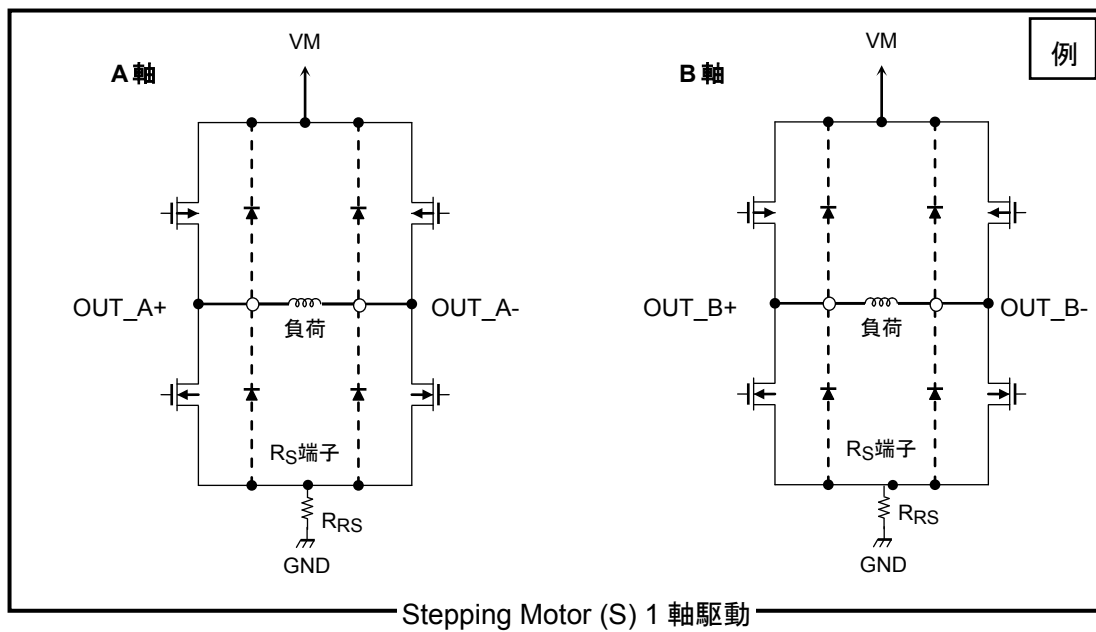 例
A 軸
VM
OUT_A+
負荷
OUT_A-
RS端子
RRS
GND
B 軸
VM
OUT_B+
負荷
OUT_B-
RS端子
RRS
GND
Stepping Motor (S) 1 軸駆動